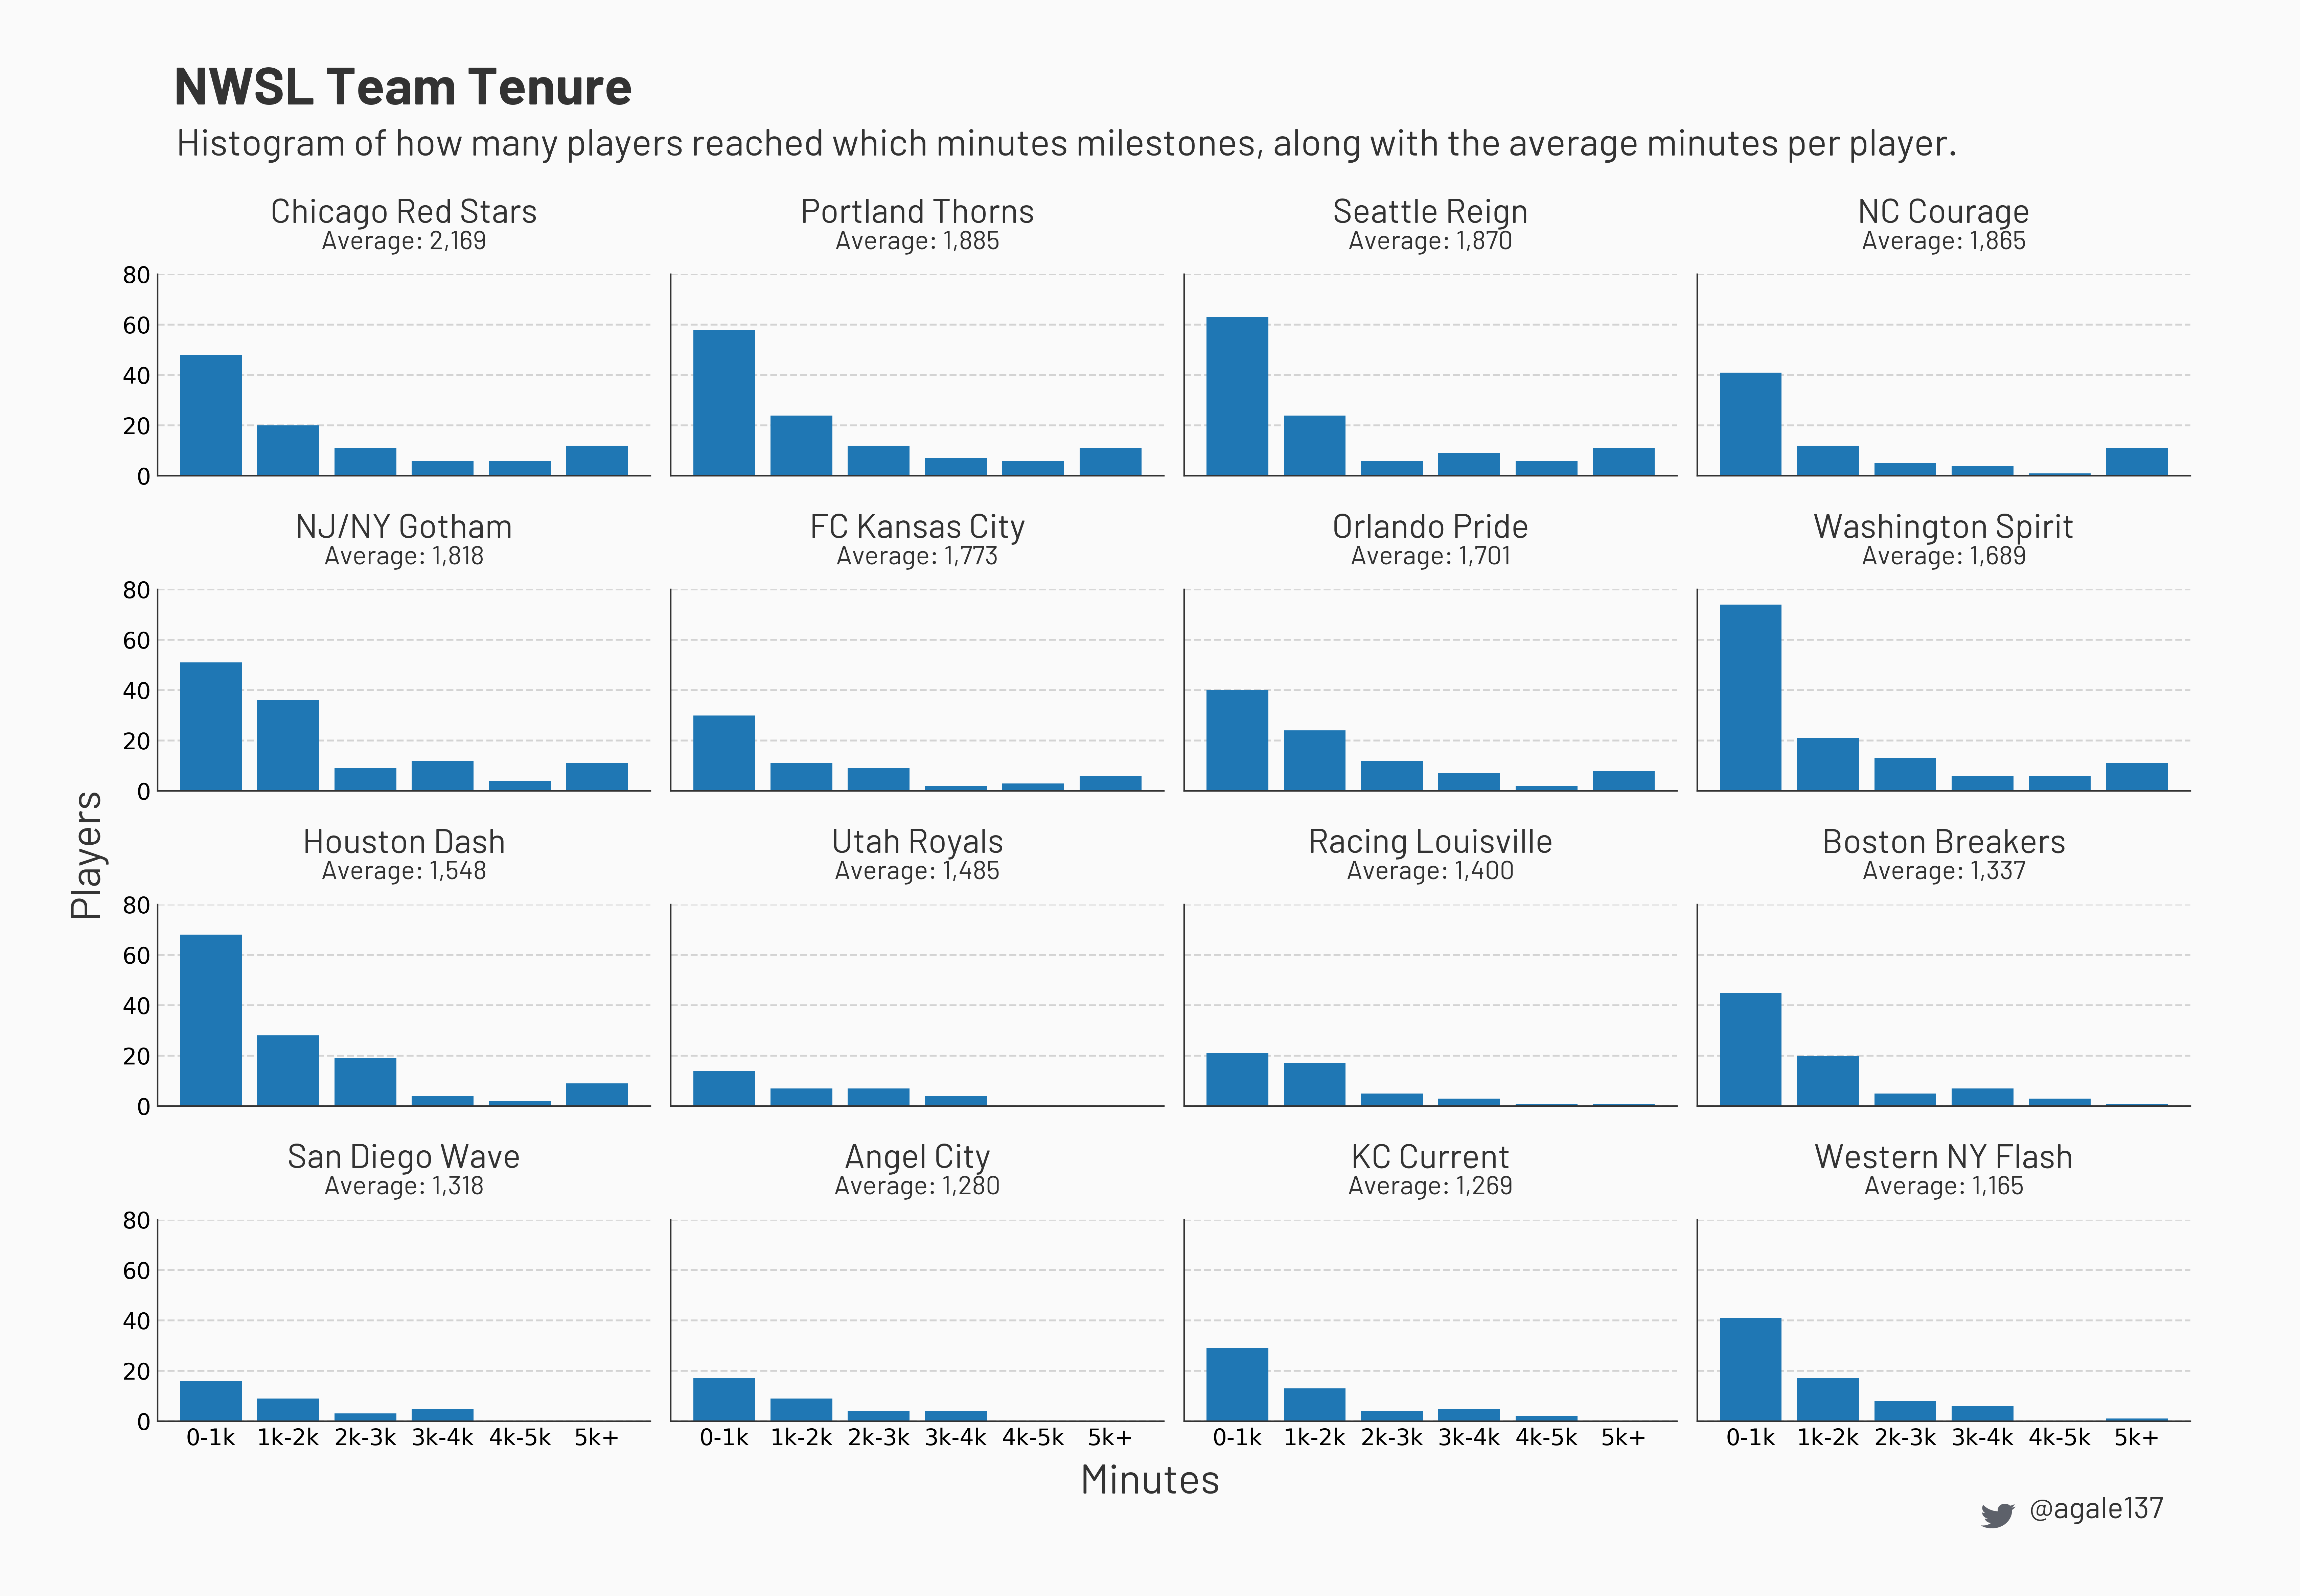 NWSL Team Tenure
Histogram of how many players reached which minutes milestones, along with the average minutes per player.
Chicago Red Stars
Average: 2,169
Portland Thorns
Average: 1,885
Seattle Reign
Average: 1,870
NC Courage
Average: 1,865
80
60
40
20
0
NJ/NY Gotham
Average: 1,818
FC Kansas City
Average: 1,773
Orlando Pride
Average: 1,701
Washington Spirit
Average: 1,689
80
60
40
20
0
Players
Houston Dash
Average: 1,548
Utah Royals
Average: 1,485
Racing Louisville
Average: 1,400
Boston Breakers
Average: 1,337
80
60
40
20
0
San Diego Wave
Average: 1,318
Angel City
Average: 1,280
KC Current
Average: 1,269
Western NY Flash
Average: 1,165
80
60
40
20
0
0-1k 1k-2k 2k-3k 3k-4k 4k-5k 5k+
0-1k 1k-2k 2k-3k 3k-4k 4k-5k 5k+
0-1k 1k-2k 2k-3k 3k-4k 4k-5k 5k+
0-1k 1k-2k 2k-3k 3k-4k 4k-5k 5k+
Minutes
@agale137